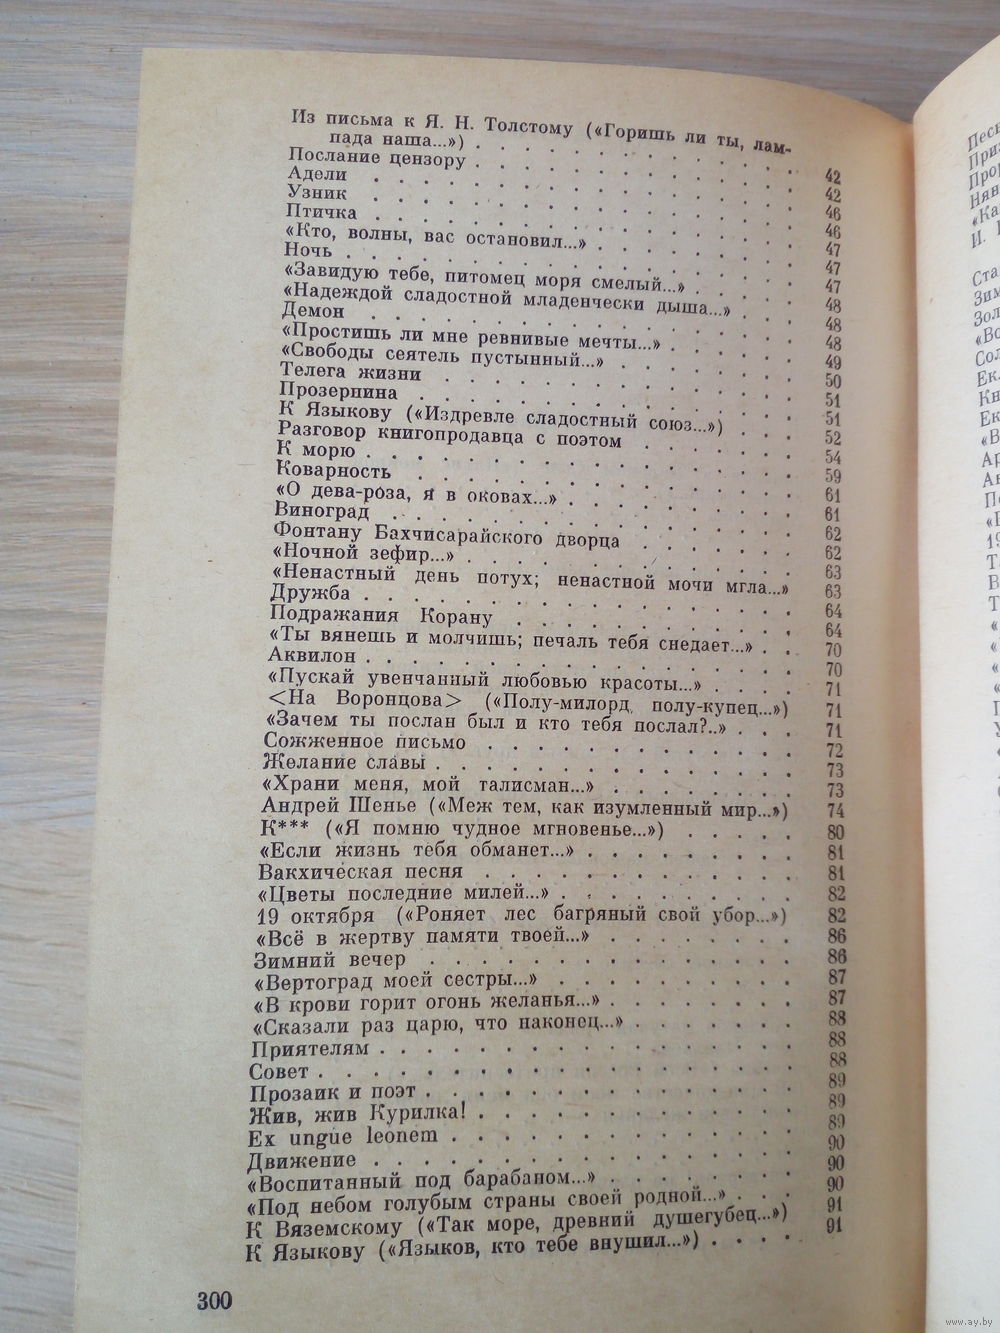 Из письма к Я. Н. Толстому («Горишь ли ты, лам-
пада наша...») . . . . . . . . . . 42
Послание цензору . . . . . . . . . . 42
Адели . . . . . . . . . . 46
Узник . . . . . . . . . . 46
Птичка . . . . . . . . . . 47
«Кто, волны, вас остановил...» . . . . . . . 47
Ночь . . . . . . . . . . 47
«Завидую тебе, питомец моря смелый...» . . . . 48
«Надеждой сладостной младенчески дыша...» . . . 48
Демон . . . . . . . . . . 48
«Простишь ли мне ревнивые мечты...» . . . . 49
«Свободы сеятель пустынный...» . . . . . . 50
Телега жизни . . . . . . . . . . 51
Прозерпина . . . . . . . . . . 51
К Языкову («Издревле сладостный союз...») . . . 52
Разговор книгопродавца с поэтом . . . . . 54
К морю . . . . . . . . . . 59
Коварность . . . . . . . . . . 61
«О дева-роза, я в оковах...» . . . . . . . 61
Виноград . . . . . . . . . . 62
Фонтану Бахчисарайского дворца . . . . . 62
«Ночной зефир...» . . . . . . . . . . 63
«Ненастный день потух; ненастной мочи мгла...» 63
Дружба . . . . . . . . . . 64
Подражания Корану . . . . . . . . . 64
«Ты вянешь и молчишь; печаль тебя снедает...» . . 70
Аквилон . . . . . . . . . . 70
«Пускай увенчанный любовью красоты...» . . . . 71
<На Воронцова> («Полу-милорд, полу-купец...») 71
«Зачем ты послан был и кто тебя послал?..» . . . 71
Сожженное письмо . . . . . . . . . 72
Желание славы . . . . . . . . . . 73
«Храни меня, мой талисман...» . . . . . . 73
Андрей Шенье («Меж тем, как изумленный мир...») 74
К*** («Я помню чудное мгновенье...») . . . . . 80
«Если жизнь тебя обманет...» . . . . . . . 81
Вакхическая песня . . . . . . . . . 81
«Цветы последние милей...» . . . . . . . . 82
19 октября («Роняет лес багряный свой убор...») 82
«Всё в жертву памяти твоей...» . . . . . . 86
Зимний вечер . . . . . . . . . . 86
«Вертоград моей сестры...» . . . . . . . . 87
«В крови горит огонь желанья...» . . . . . . 87
«Сказали раз царю, что наконец...» . . . . . 88
Приятелям . . . . . . . . . . 88
Совет . . . . . . . . . . 88
Прозаик и поэт . . . . . . . . . . 89
Жив, жив Курилка! . . . . . . . . . 89
Ex ungue leonem . . . . . . . . . . 89
Движение . . . . . . . . . . 90
«Воспитанный под барабаном...» . . . . . . 90
«Под небом голубым страны своей родной...» . . . 90
К Вяземскому («Так море, древний душегубец...») 91
К Языкову («Языков, кто тебе внушил...») . . . . 91
300
www.ay.by